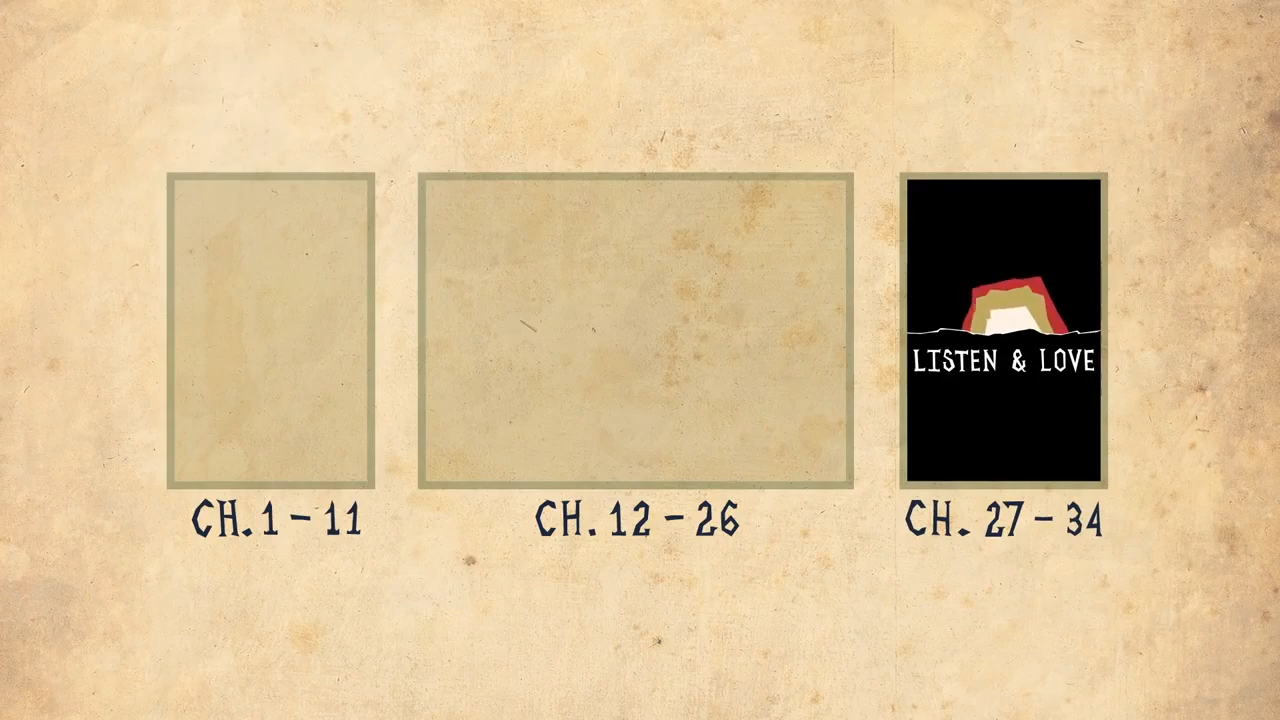 LISTEN & LOVE
CH. 1 - 11
CH. 12 - 26
CH. 27 - 34